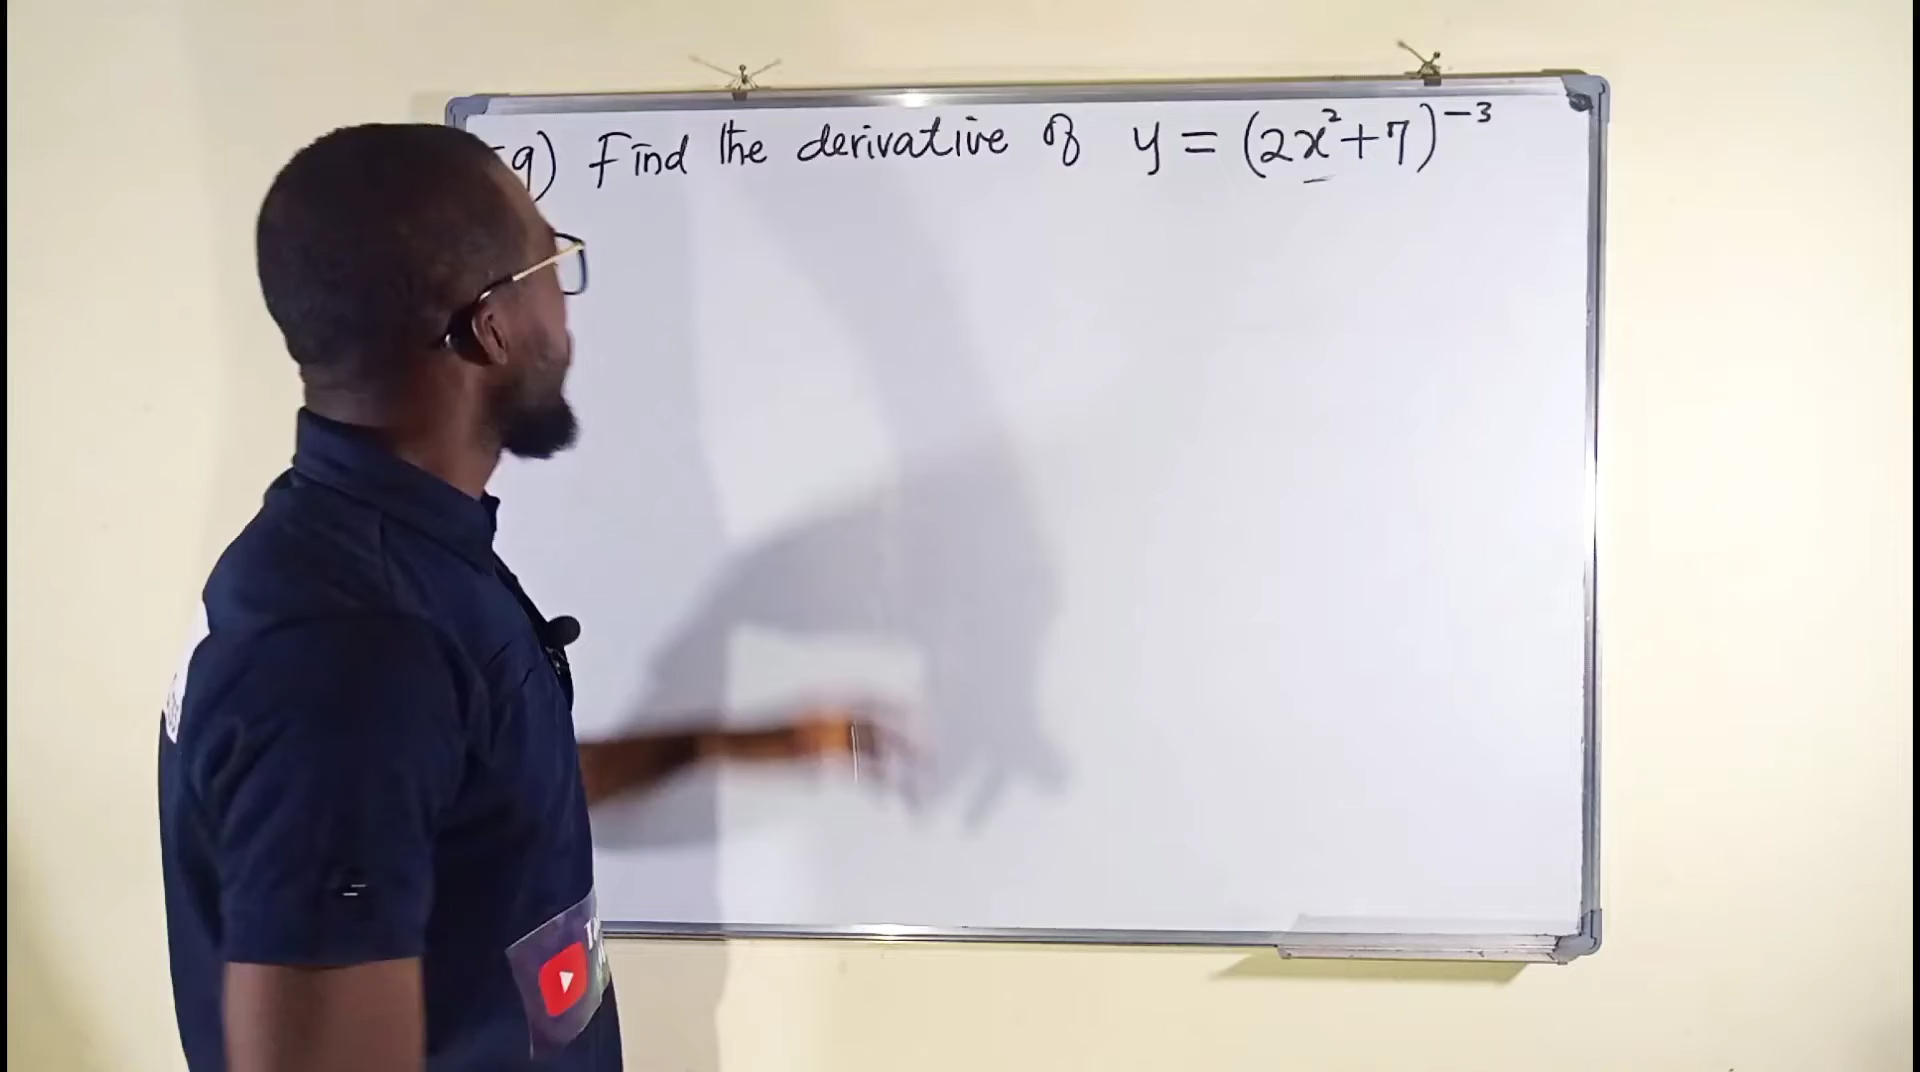 9) Find the derivative of y = (2x²+7)⁻³